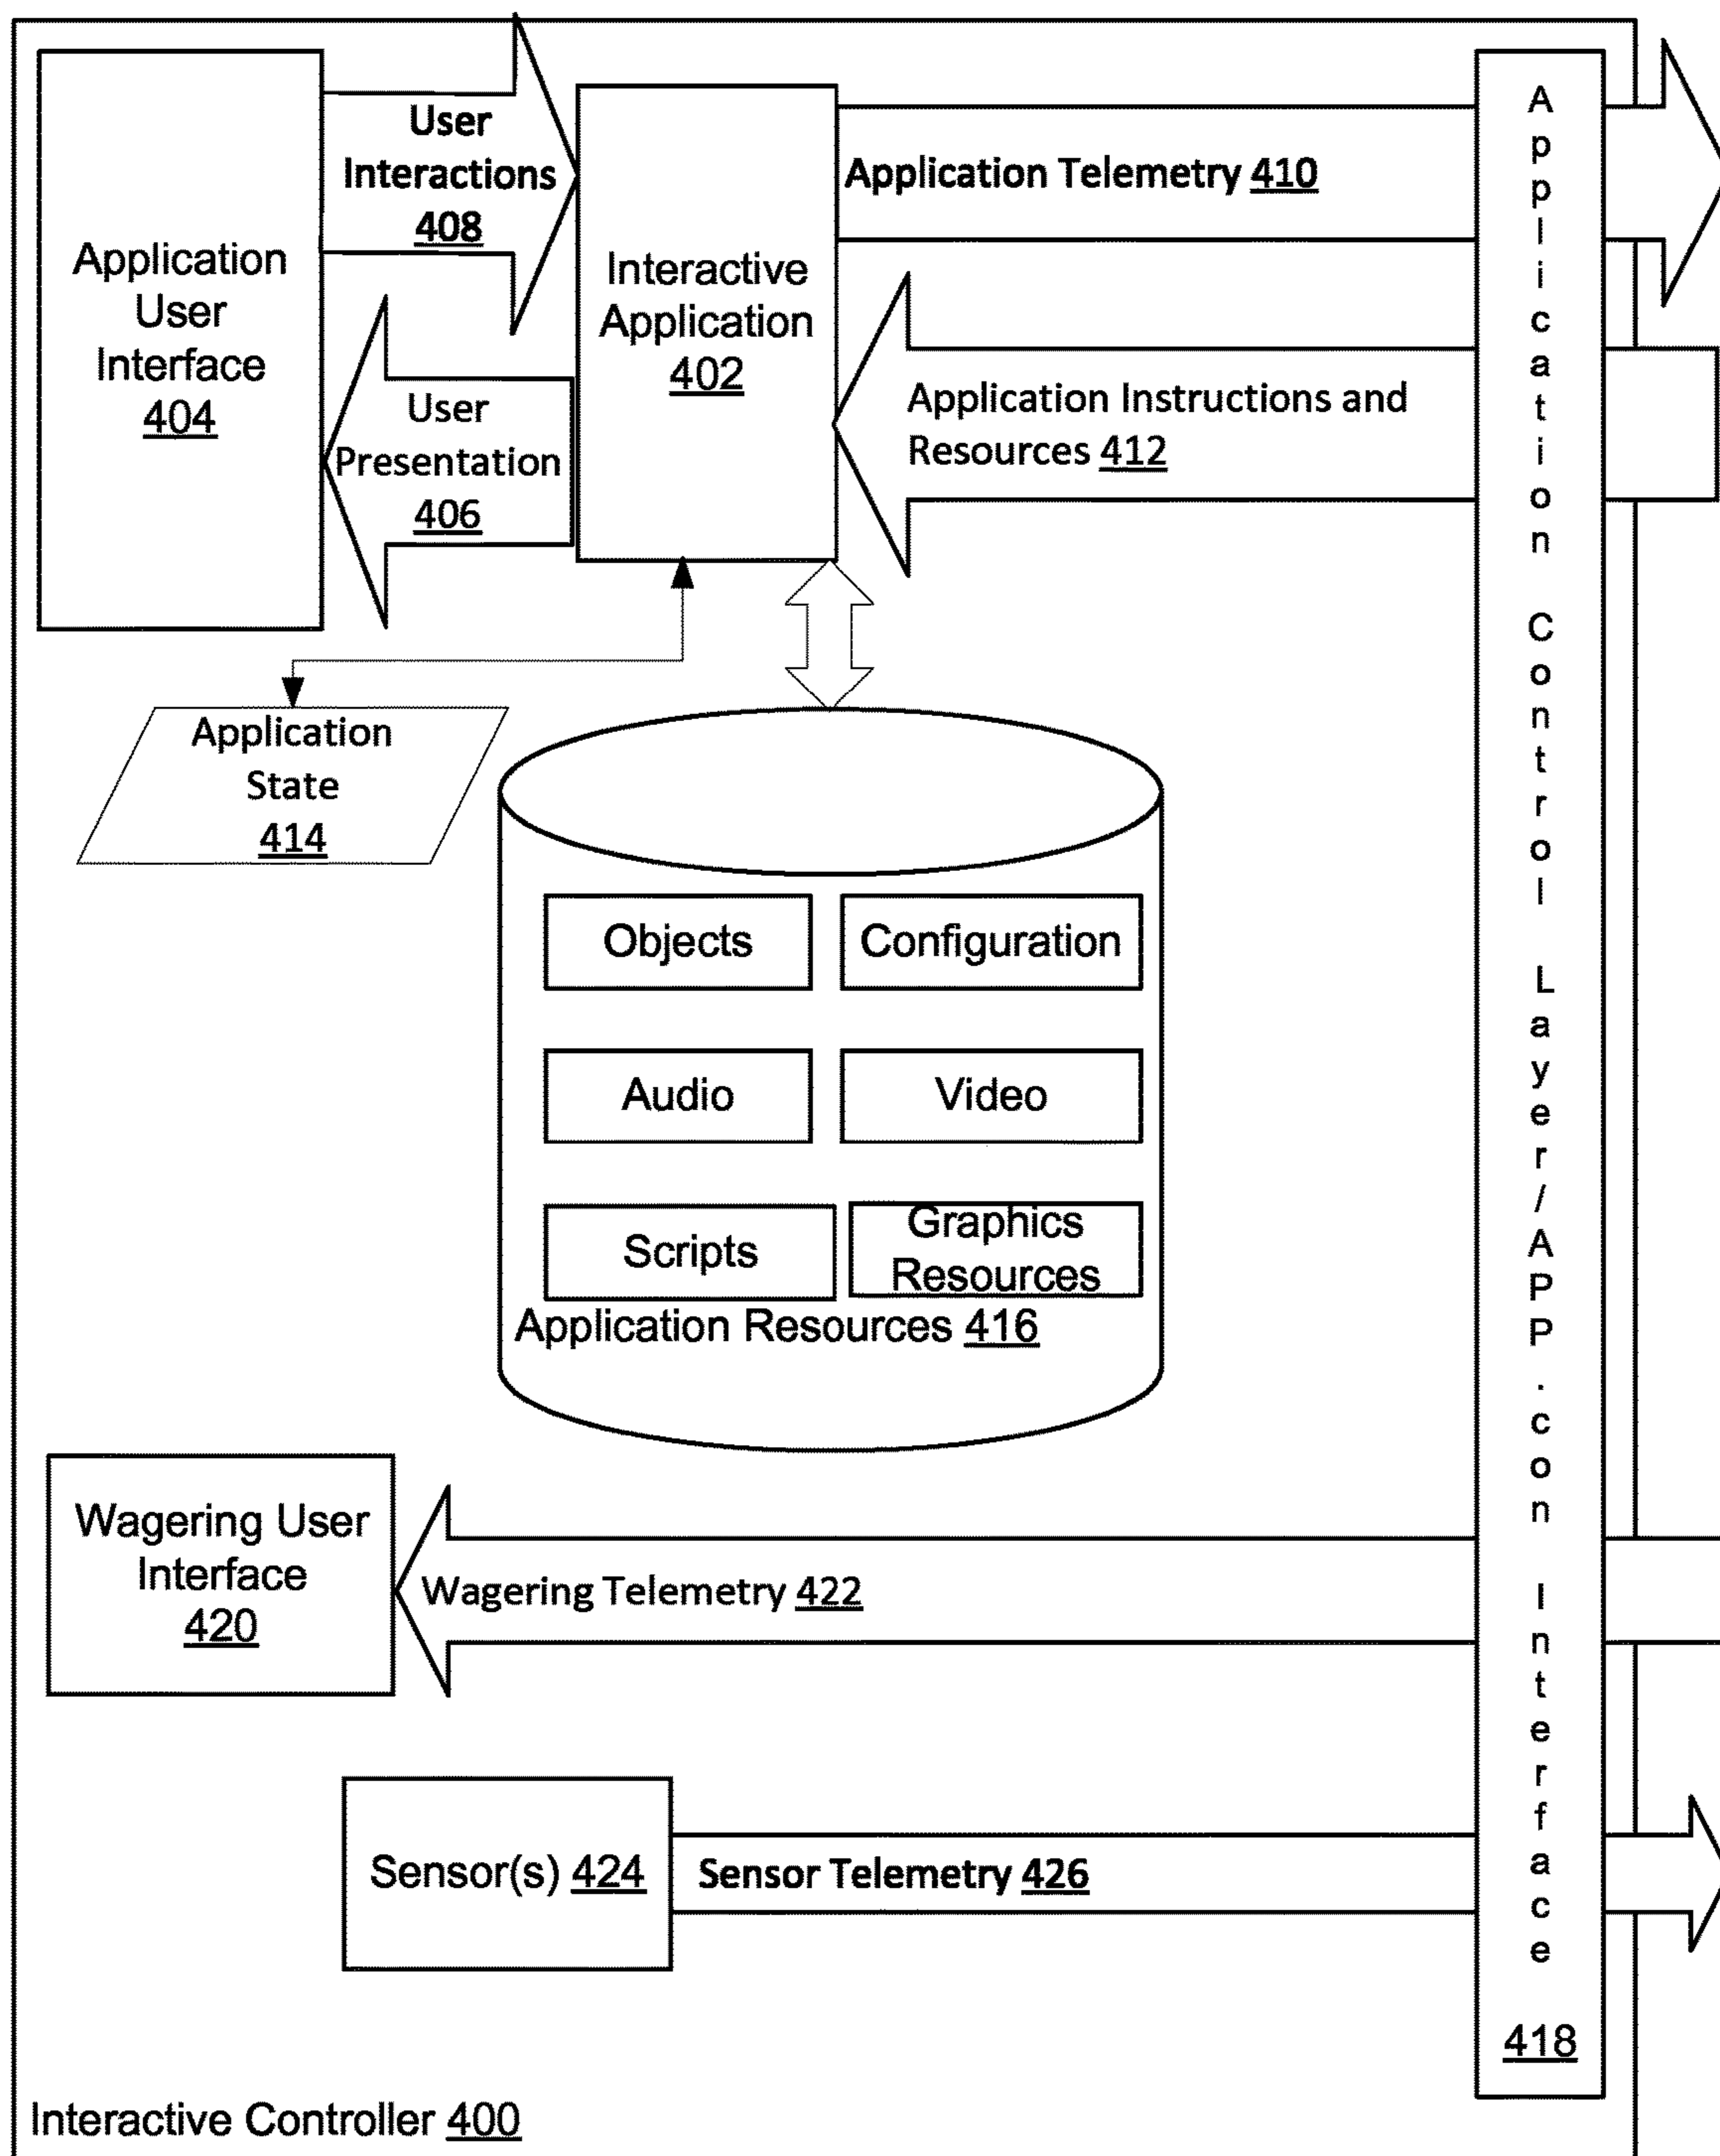 User
Interactions
408
Application
User
Interface
404
Interactive
Application
402
Application Telemetry 410
User
Presentation
406
Application Instructions and
Resources 412
Application
State
414
Objects
Configuration
Audio
Video
Scripts
Graphics
Resources
Application Resources 416
Wagering User
Interface
420
Wagering Telemetry 422
Sensor(s) 424
Sensor Telemetry 426
Application Control Layer/APP.con Interface
418
Interactive Controller 400